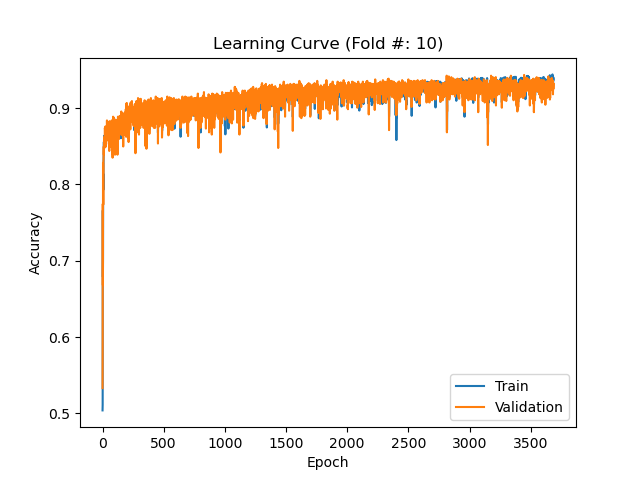 Learning Curve (Fold #: 10)
Accuracy
0.9
0.8
0.7
0.6
0.5
0 500 1000 1500 2000 2500 3000 3500
Epoch
Train
Validation